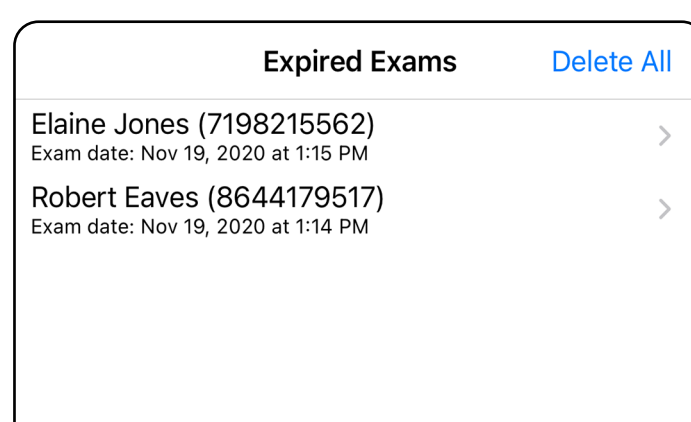 Expired Exams
Delete All
Elaine Jones (7198215562)
Exam date: Nov 19, 2020 at 1:15 PM
Robert Eaves (8644179517)
Exam date: Nov 19, 2020 at 1:14 PM